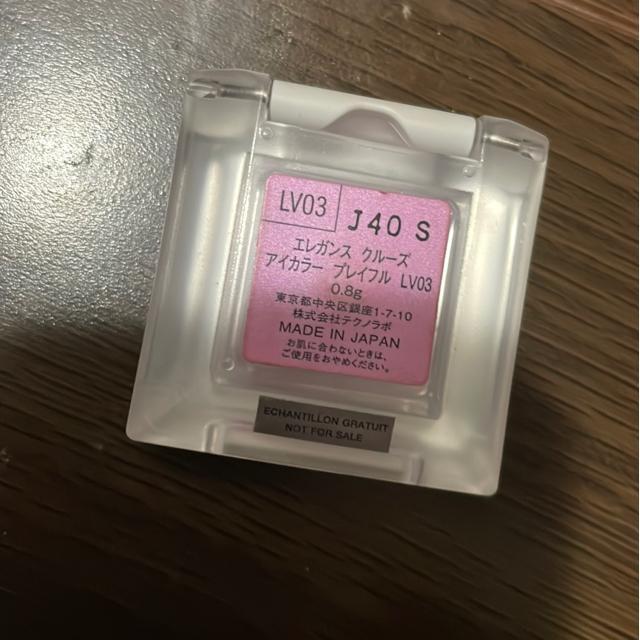 LV03
J40 S
エレガンス クルーズ
アイカラー プレイフル LV03
0.8g
東京都中央区銀座1-7-10
株式会社テクノラボ
MADE IN JAPAN
お肌に合わないときは、
ご使用をおやめください。
ECHANTILLON GRATUIT
NOT FOR SALE